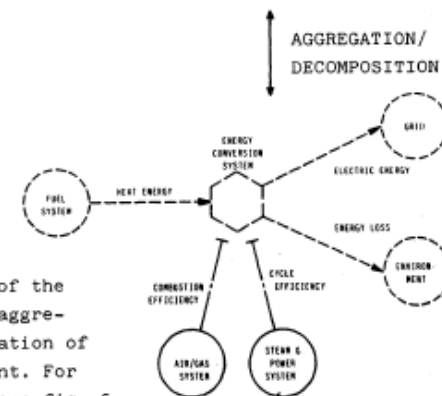 AGGREGATION/
DECOMPOSITION
ENERGY
CONVERSION
SYSTEM
GRID
ELECTRIC ENERGY
FUEL
SYSTEM
HEAT ENERGY
ENERGY LOSS
ENVIRON-
MENT
of the
aggre-
ation of
nt. For
COMBUSTION
EFFICIENCY
CYCLE
EFFICIENCY
AIR/GAS
SYSTEM
STEAM &
POWER
SYSTEM